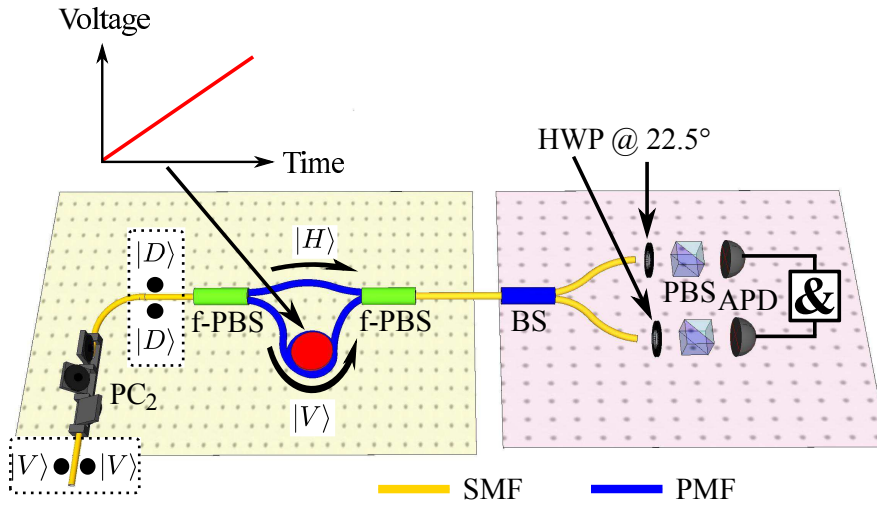 Voltage
Time
HWP @ 22.5°
|H⟩
|D⟩
f-PBS
f-PBS
BS
PBS
APD
&
|D⟩
PC₂
|V⟩
|V⟩
|V⟩
SMF
PMF